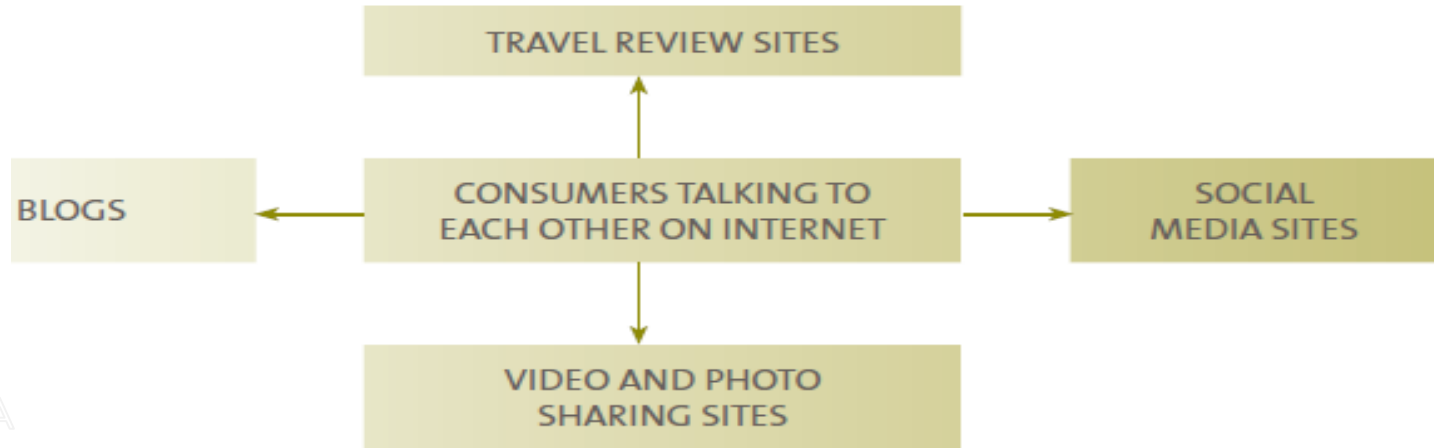 TRAVEL REVIEW SITES
BLOGS
CONSUMERS TALKING TO
EACH OTHER ON INTERNET
SOCIAL
MEDIA SITES
VIDEO AND PHOTO
SHARING SITES